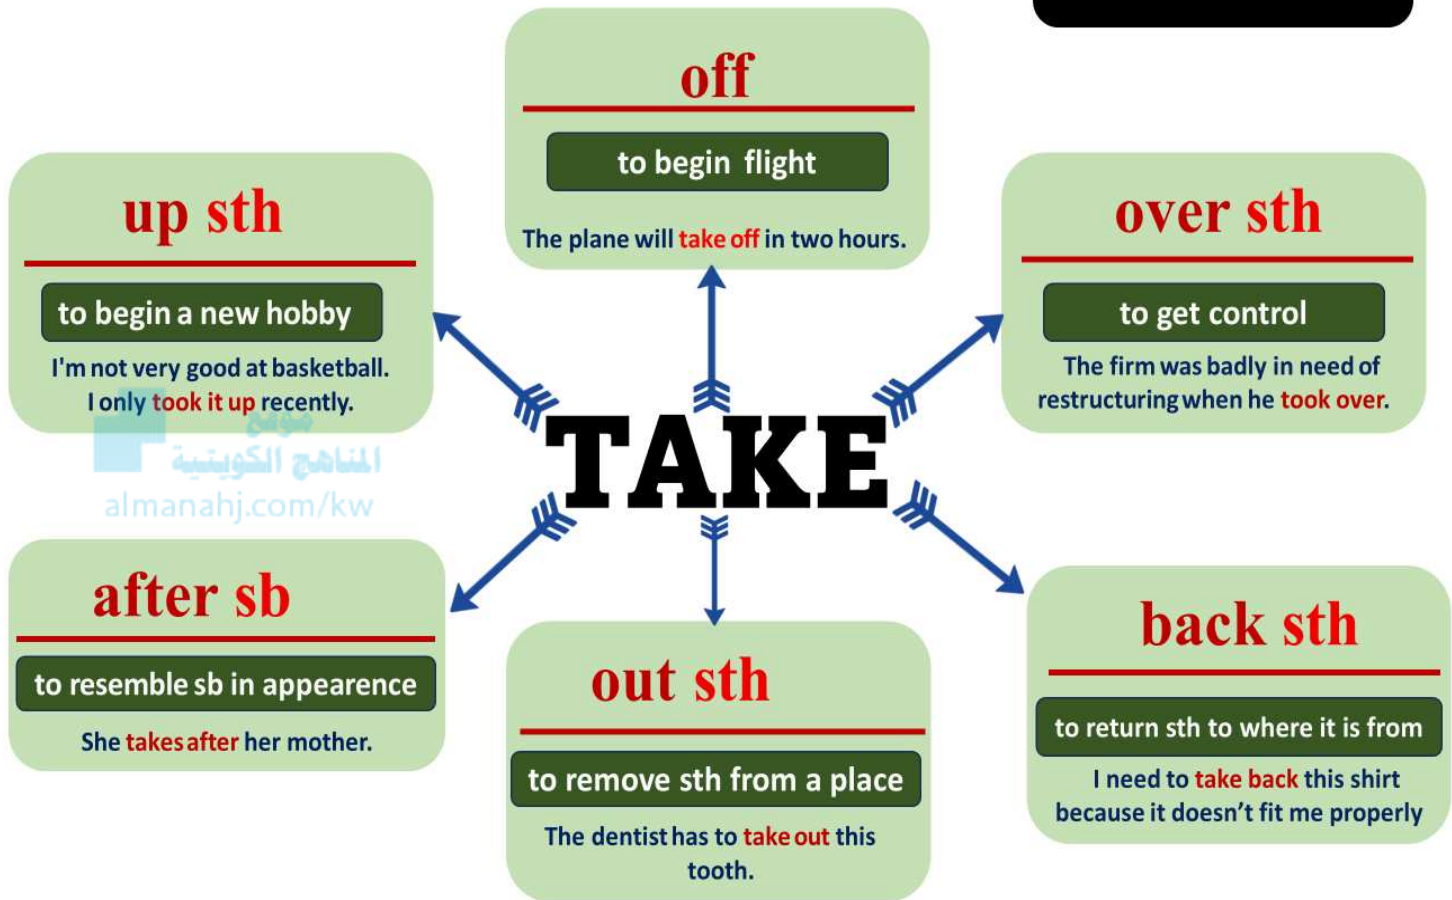 off
to begin flight
The plane will take off in two hours.
up sth
to begin a new hobby
I'm not very good at basketball.
I only took it up recently.
over sth
to get control
The firm was badly in need of
restructuring when he took over.
موقع
المناهج الكويتية
almanahj.com/kw
TAKE
after sb
to resemble sb in appearence
She takes after her mother.
out sth
to remove sth from a place
The dentist has to take out this
tooth.
back sth
to return sth to where it is from
I need to take back this shirt
because it doesn’t fit me properly